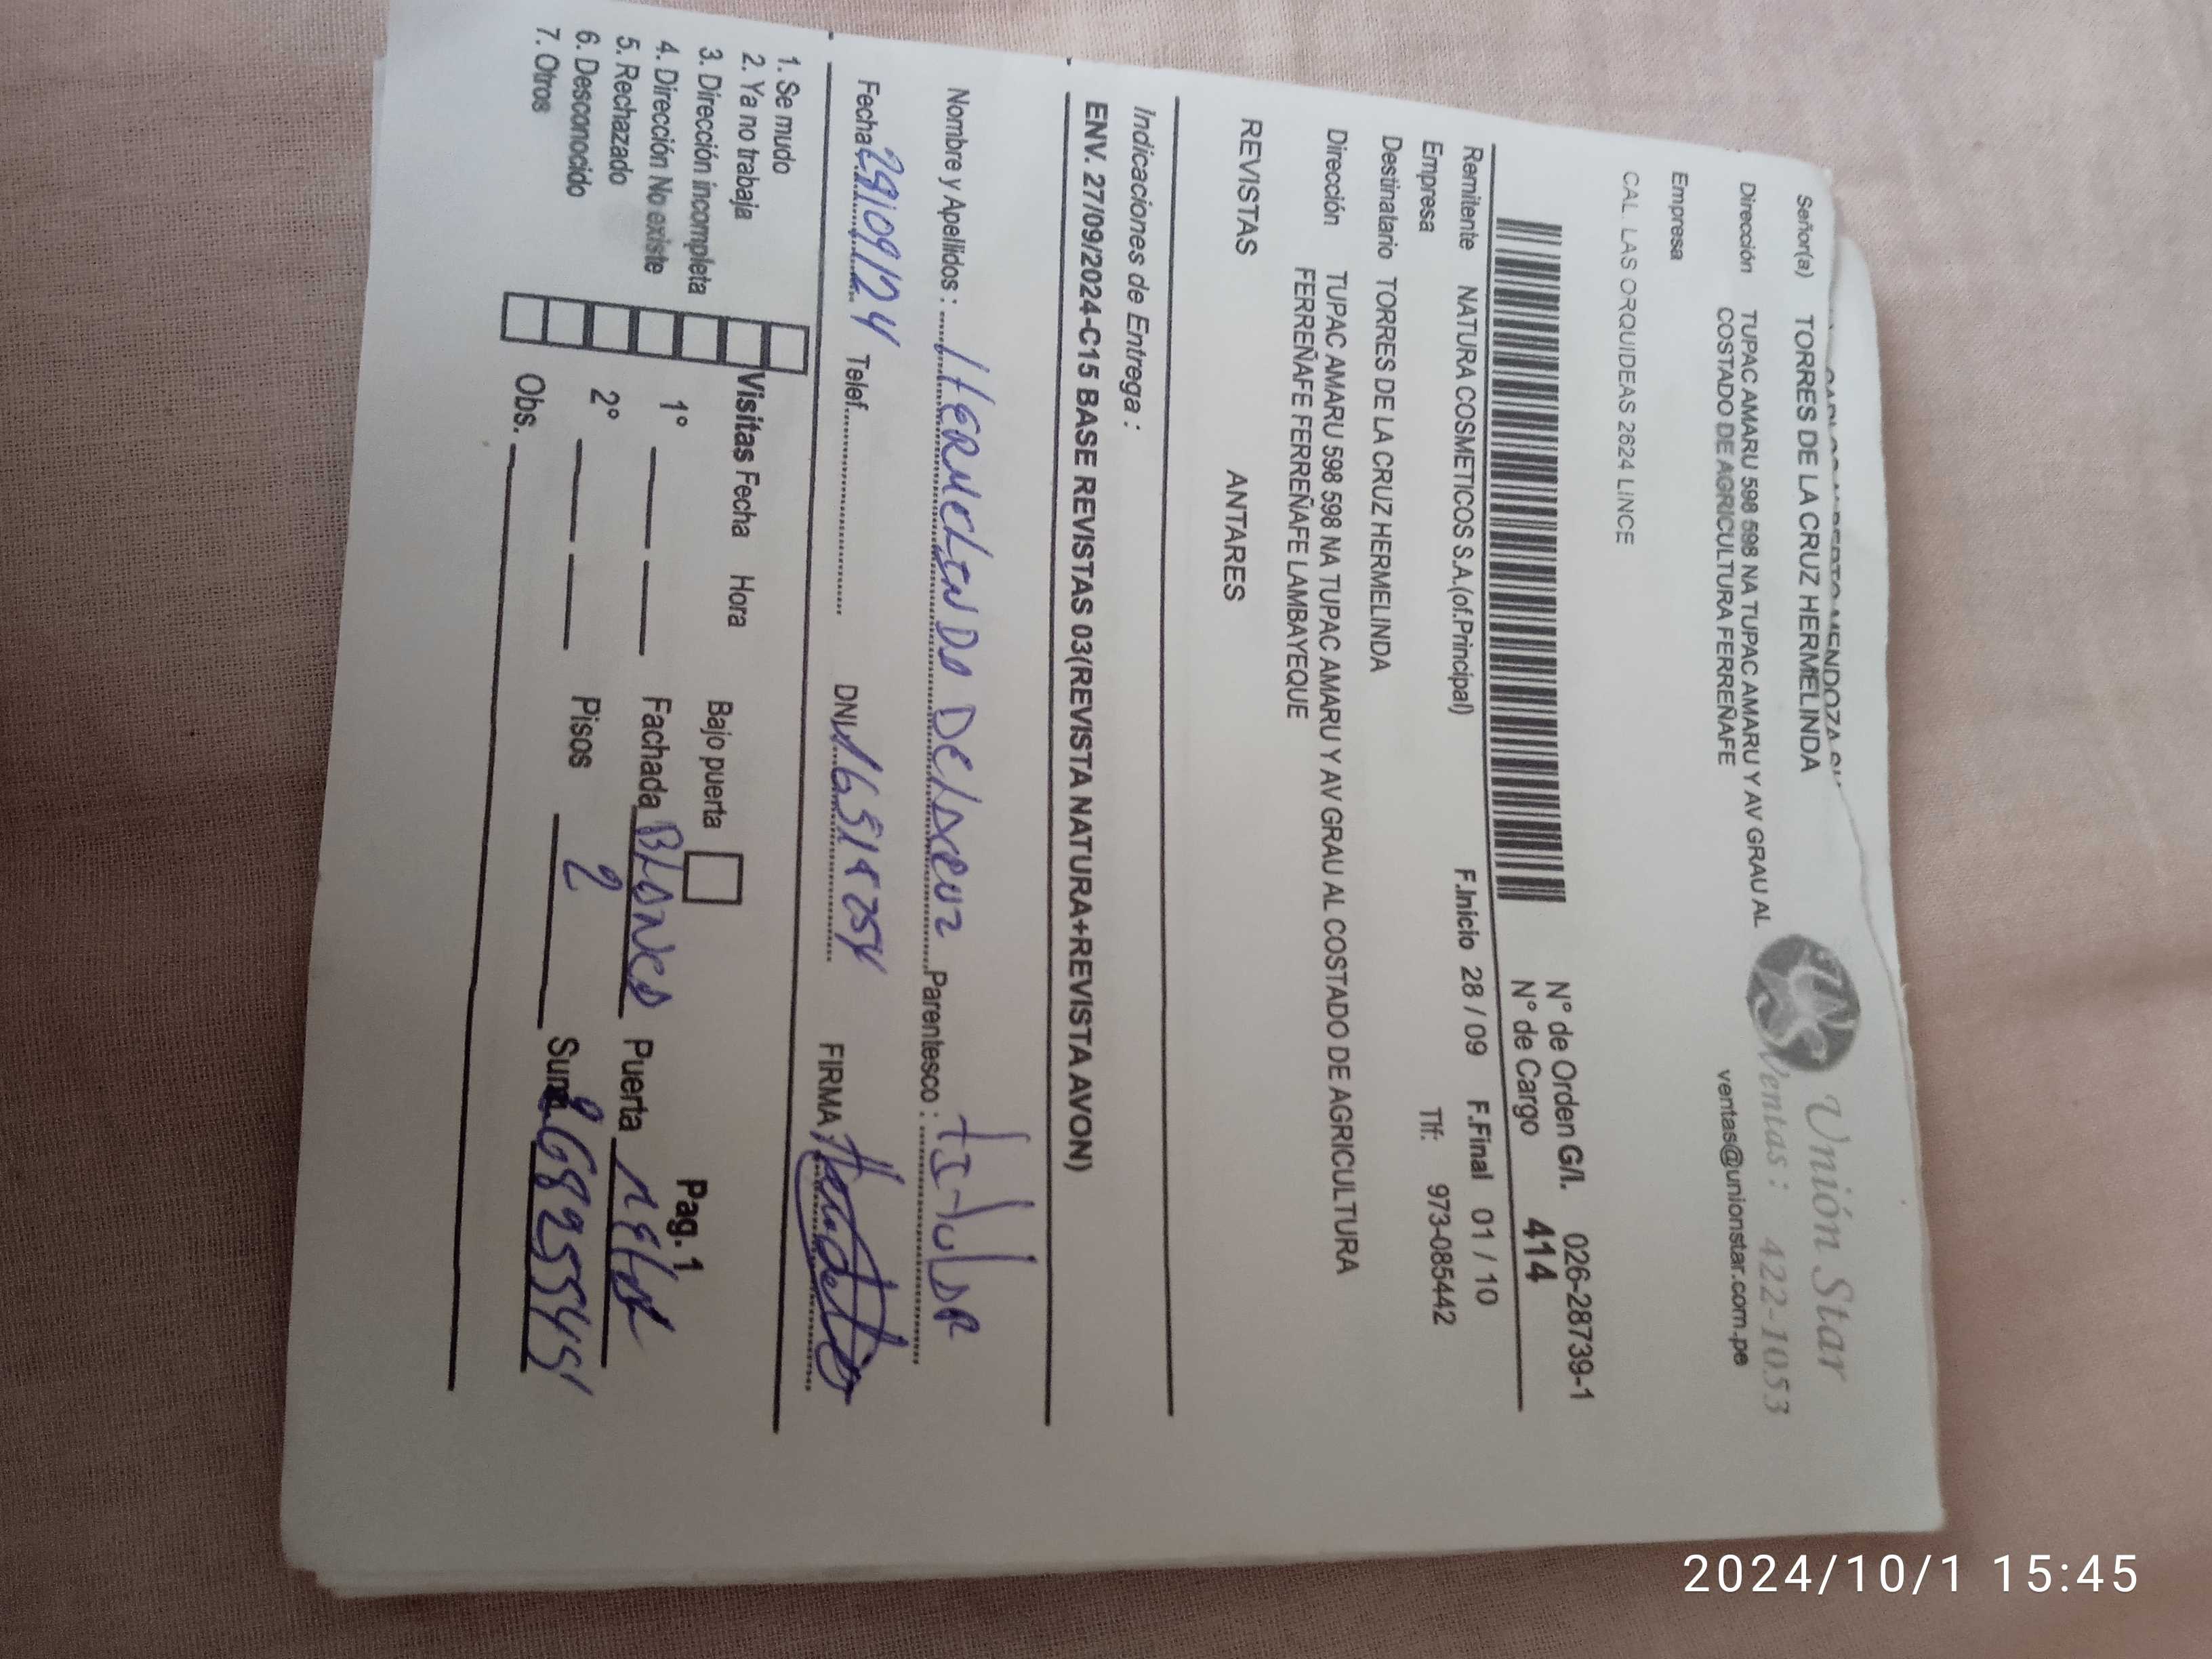 Señor(a) TORRES DE LA CRUZ HERMELINDA
Unión Star
Dirección TUPAC AMARU 598 598 NA TUPAC AMARU Y AV GRAU AL
COSTADO DE AGRICULTURA FERREÑAFE
Ventas: 422-1053
ventas@unionstar.com.pe
Empresa
CAL. LAS ORQUIDEAS 2624 LINCE
N° de Orden G/I. 026-28739-1
N° de Cargo 414
Remitente NATURA COSMETICOS S.A.(of.Principal) F.Inicio 28 / 09 F.Final 01 / 10
Empresa Tlf: 973-085442
Destinatario TORRES DE LA CRUZ HERMELINDA
Dirección TUPAC AMARU 598 598 NA TUPAC AMARU Y AV GRAU AL COSTADO DE AGRICULTURA
FERREÑAFE FERREÑAFE LAMBAYEQUE
REVISTAS ANTARES
Indicaciones de Entrega :
ENV. 27/09/2024-C15 BASE REVISTAS 03(REVISTA NATURA+REVISTA AVON)
Nombre y Apellidos : Parentesco : titular
Fecha 29/09/24 Telef. DNI. FIRMA
1. Se mudo
2. Ya no trabaja
3. Dirección incompleta
4. Dirección No existe
5. Rechazado
6. Desconocido
7. Otros
Visitas Fecha Hora
1°
2°
Obs.
Bajo puerta
Pag. 1
Fachada BLANCA Puerta
Pisos 2
2024/10/1 15:45